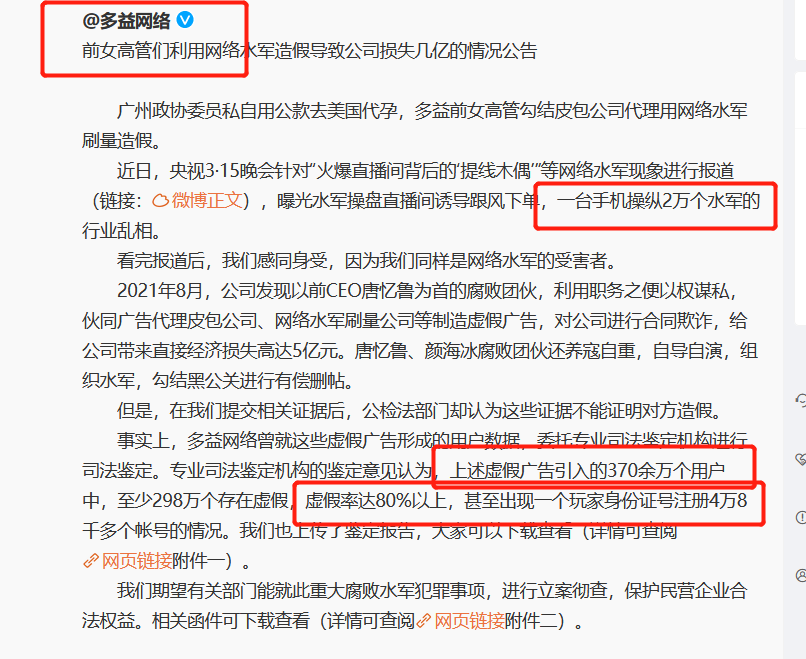 @多益网络
前女高管们利用网络水军造假导致公司损失几亿的情况公告
广州政协委员私自用公款去美国代孕，多益前女高管勾结皮包公司代理用网络水军
刷量造假。
近日，央视3·15晚会针对“火爆直播间背后的‘提线木偶’”等网络水军现象进行报道
（链接：微博正文），曝光水军操盘直播间诱导跟风下单，一台手机操纵2万个水军的
行业乱相。
看完报道后，我们感同身受，因为我们同样是网络水军的受害者。
2021年8月，公司发现以前CEO唐忆鲁为首的腐败团伙，利用职务之便以权谋私，
伙同广告代理皮包公司、网络水军刷量公司等制造虚假广告，对公司进行合同欺诈，给
公司带来直接经济损失高达5亿元。唐忆鲁、颜海冰腐败团伙还养寇自重，自导自演，组
织水军，勾结黑公关进行有偿删帖。
但是，在我们提交相关证据后，公检法部门却认为这些证据不能证明对方造假。
事实上，多益网络曾就这些虚假广告形成的用户数据，委托专业司法鉴定机构进行
司法鉴定。专业司法鉴定机构的鉴定意见认为，上述虚假广告引入的370余万个用户
中，至少298万个存在虚假，虚假率达80%以上，甚至出现一个玩家身份证号注册4万8
千多个帐号的情况。我们也上传了鉴定报告，大家可以下载查看（详情可查阅
网页链接附件一）。
我们期望有关部门能就此重大腐败水军犯罪事项，进行立案彻查，保护民营企业合
法权益。相关函件可下载查看（详情可查阅网页链接附件二）。